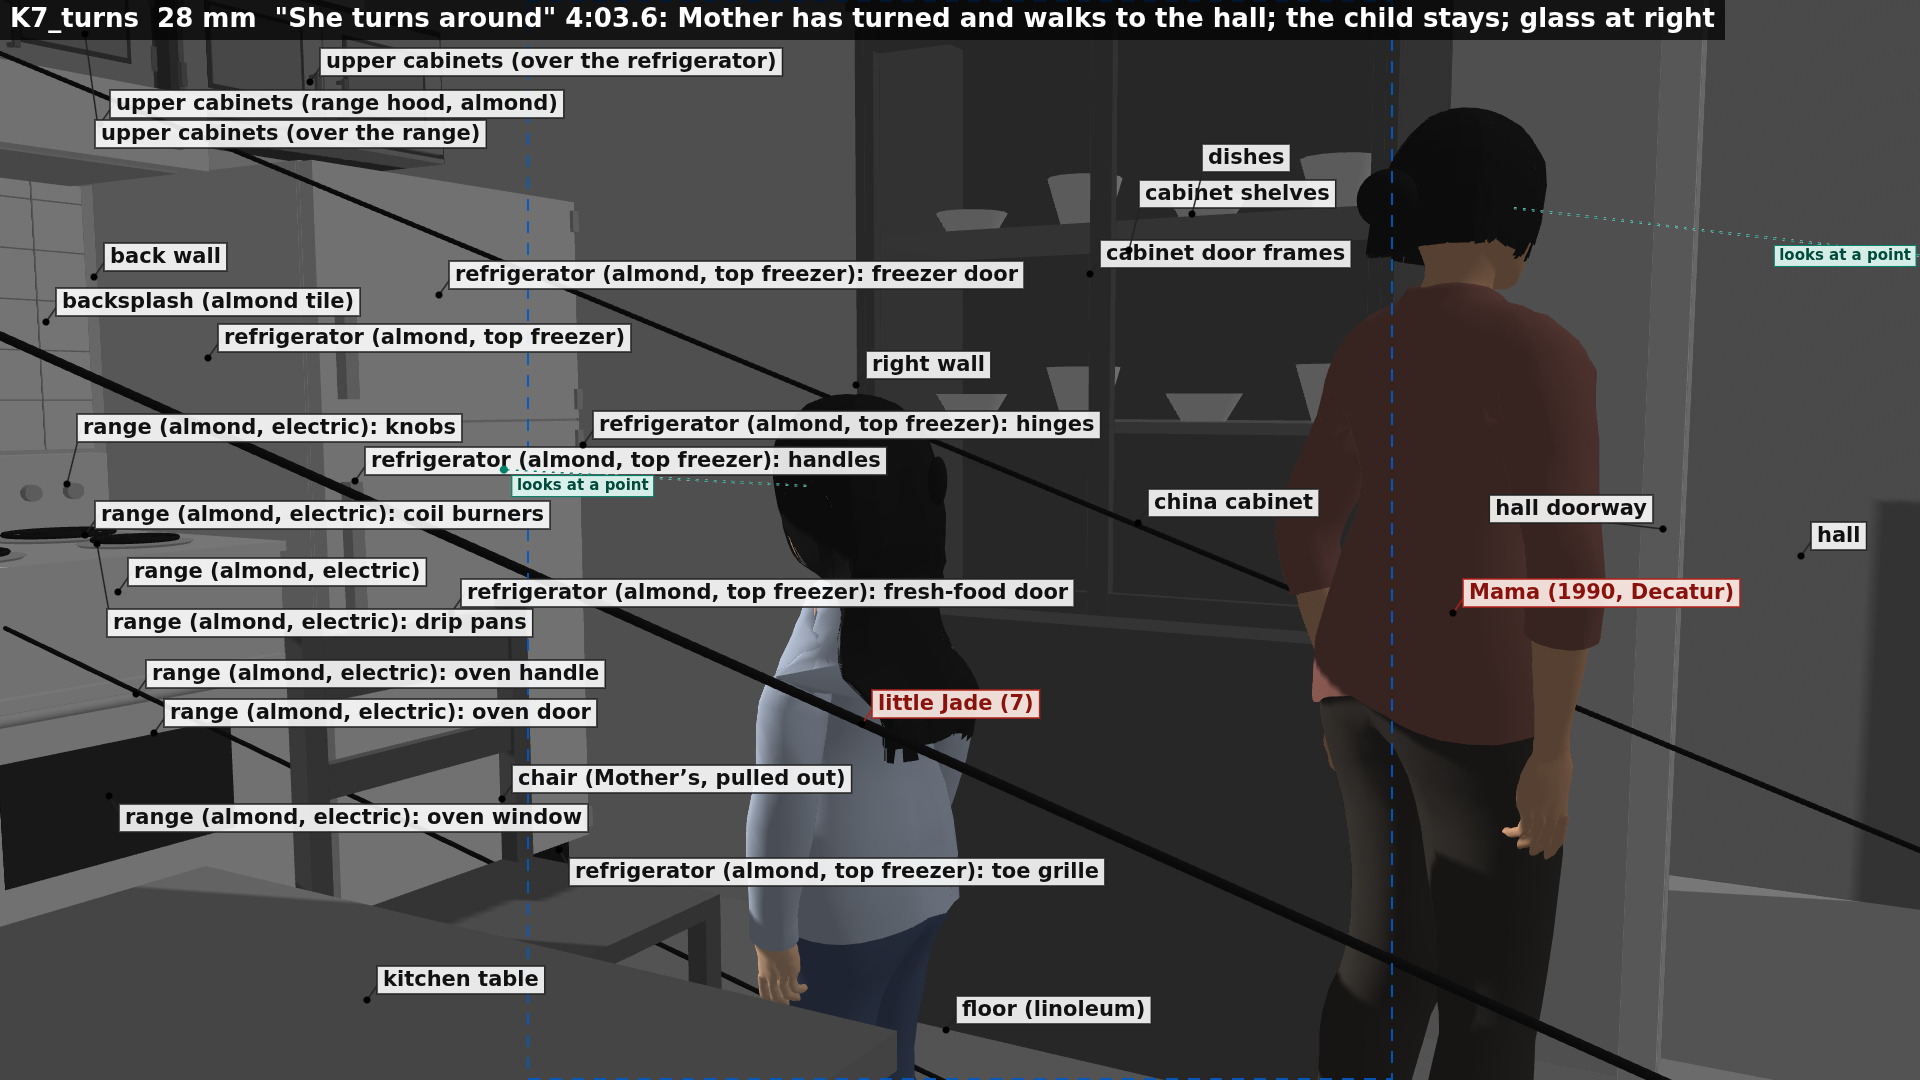 K7_turns  28 mm  "She turns around" 4:03.6: Mother has turned and walks to the hall; the child stays; glass at right
upper cabinets (over the refrigerator)
upper cabinets (range hood, almond)
upper cabinets (over the range)
dishes
cabinet shelves
back wall
cabinet door frames
looks at a point
refrigerator (almond, top freezer): freezer door
backsplash (almond tile)
refrigerator (almond, top freezer)
right wall
range (almond, electric): knobs
refrigerator (almond, top freezer): hinges
refrigerator (almond, top freezer): handles
looks at a point
range (almond, electric): coil burners
china cabinet
hall doorway
hall
range (almond, electric)
refrigerator (almond, top freezer): fresh-food door
Mama (1990, Decatur)
range (almond, electric): drip pans
range (almond, electric): oven handle
range (almond, electric): oven door
little Jade (7)
chair (Mother’s, pulled out)
range (almond, electric): oven window
refrigerator (almond, top freezer): toe grille
kitchen table
floor (linoleum)